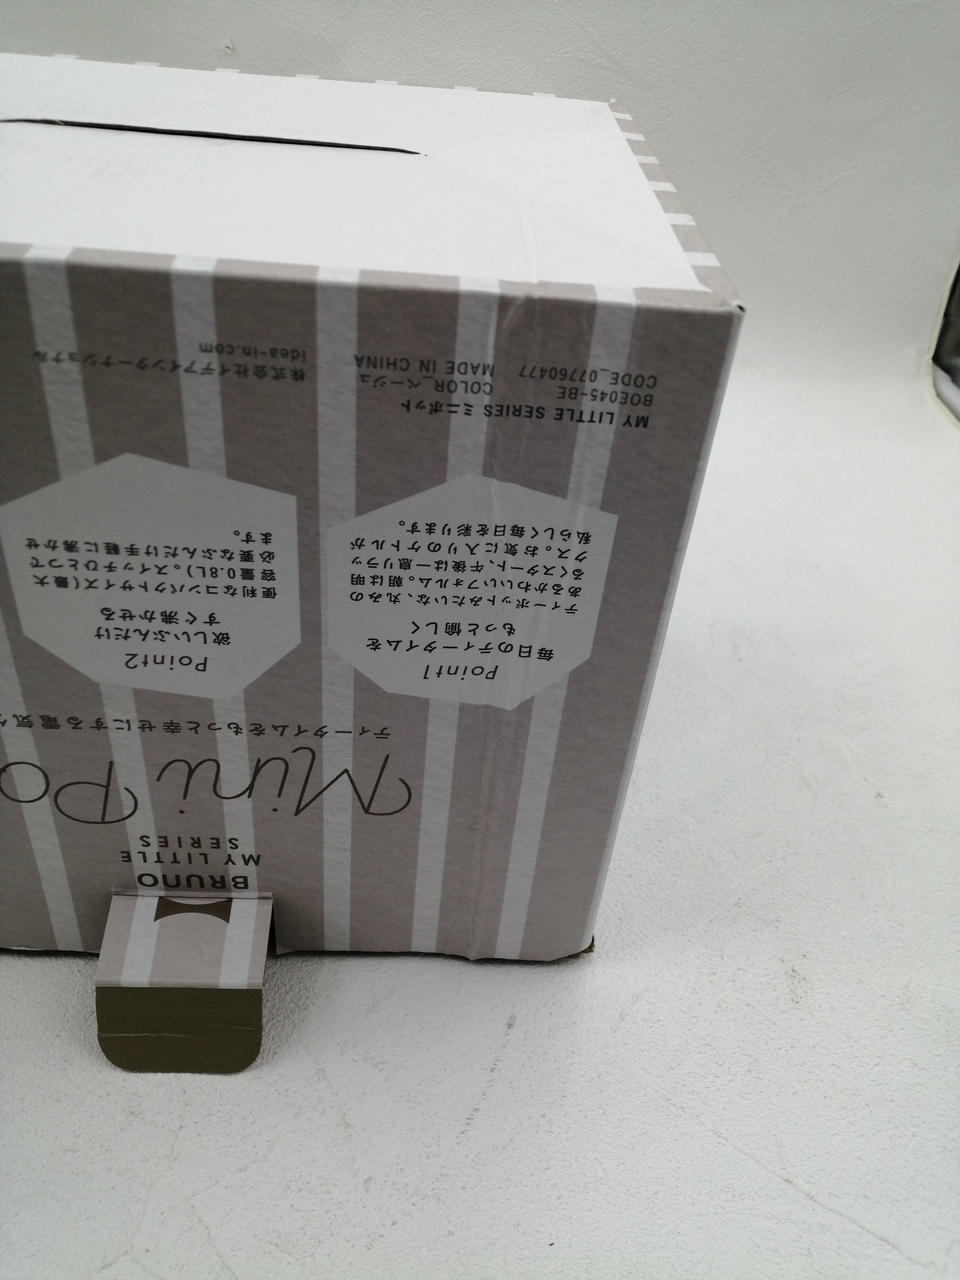 BRUNO
MY LITTLE
SERIES
Mini Po
ティータイムをもっと幸せにする電気
Point1
毎日のティータイムを
もっと愉しく
ティーポットみたいな、丸みの
あるかわいいフォルム。朝は明
るくスタート、午後は一息リラッ
クス。お気に入りのケトルが
私らしく毎日を彩ります。
Point2
欲しいぶんだけ
すぐ沸かせる
便利なコンパクトサイズ(最大
容量0.8L)。スイッチひとつで
必要なぶんだけ手軽に沸かせ
ます。
MY LITTLE SERIES ミニポット
BOE045-BE
COLOR_ベージュ
CODE_07760477
MADE IN CHINA
株式会社イデアインターナショナル
idea-in.com